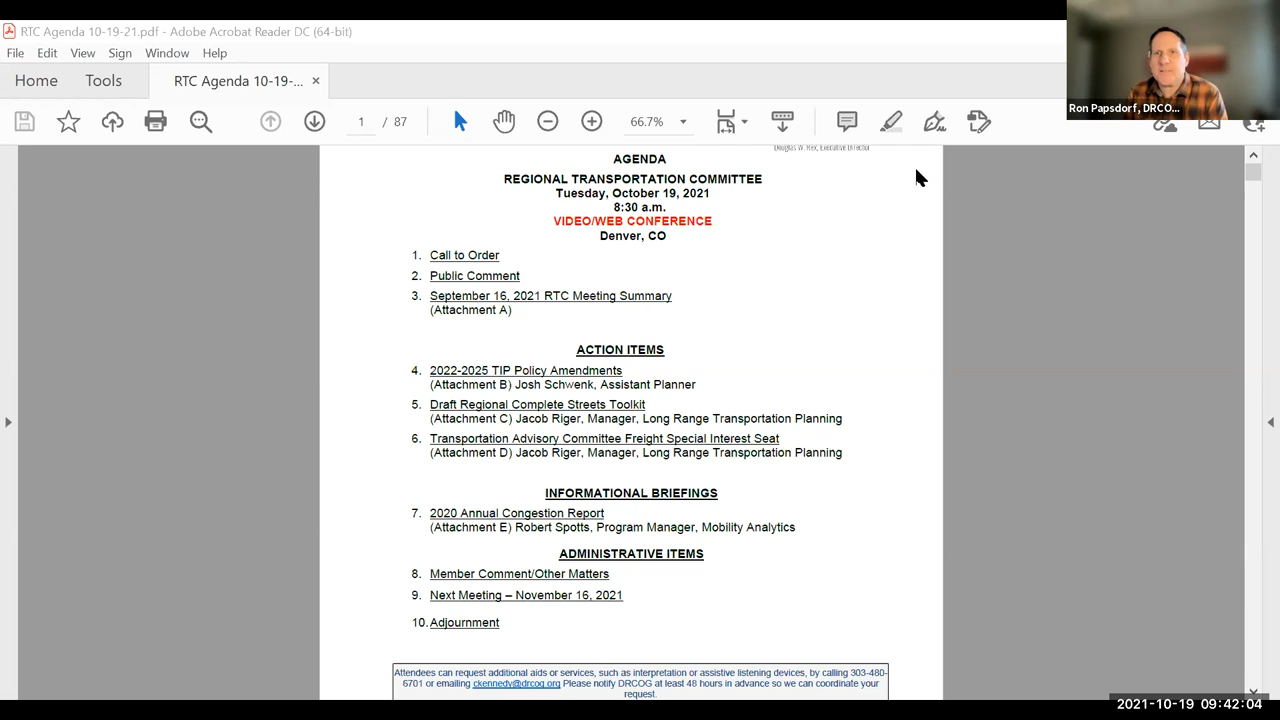 RTC Agenda 10-19-21.pdf - Adobe Acrobat Reader DC (64-bit)
File Edit View Sign Window Help
Home Tools RTC Agenda 10-19-... ×
1 / 87 66.7%
Ron Papsdorf, DRCO...
Douglas W. Rex, Executive Director
AGENDA
REGIONAL TRANSPORTATION COMMITTEE
Tuesday, October 19, 2021
8:30 a.m.
VIDEO/WEB CONFERENCE
Denver, CO
1. Call to Order
2. Public Comment
3. September 16, 2021 RTC Meeting Summary
(Attachment A)
ACTION ITEMS
4. 2022-2025 TIP Policy Amendments
(Attachment B) Josh Schwenk, Assistant Planner
5. Draft Regional Complete Streets Toolkit
(Attachment C) Jacob Riger, Manager, Long Range Transportation Planning
6. Transportation Advisory Committee Freight Special Interest Seat
(Attachment D) Jacob Riger, Manager, Long Range Transportation Planning
INFORMATIONAL BRIEFINGS
7. 2020 Annual Congestion Report
(Attachment E) Robert Spotts, Program Manager, Mobility Analytics
ADMINISTRATIVE ITEMS
8. Member Comment/Other Matters
9. Next Meeting – November 16, 2021
10. Adjournment
Attendees can request additional aids or services, such as interpretation or assistive listening devices, by calling 303-480-
6701 or emailing ckennedy@drcog.org Please notify DRCOG at least 48 hours in advance so we can coordinate your
request.
2021-10-19 09:42:04